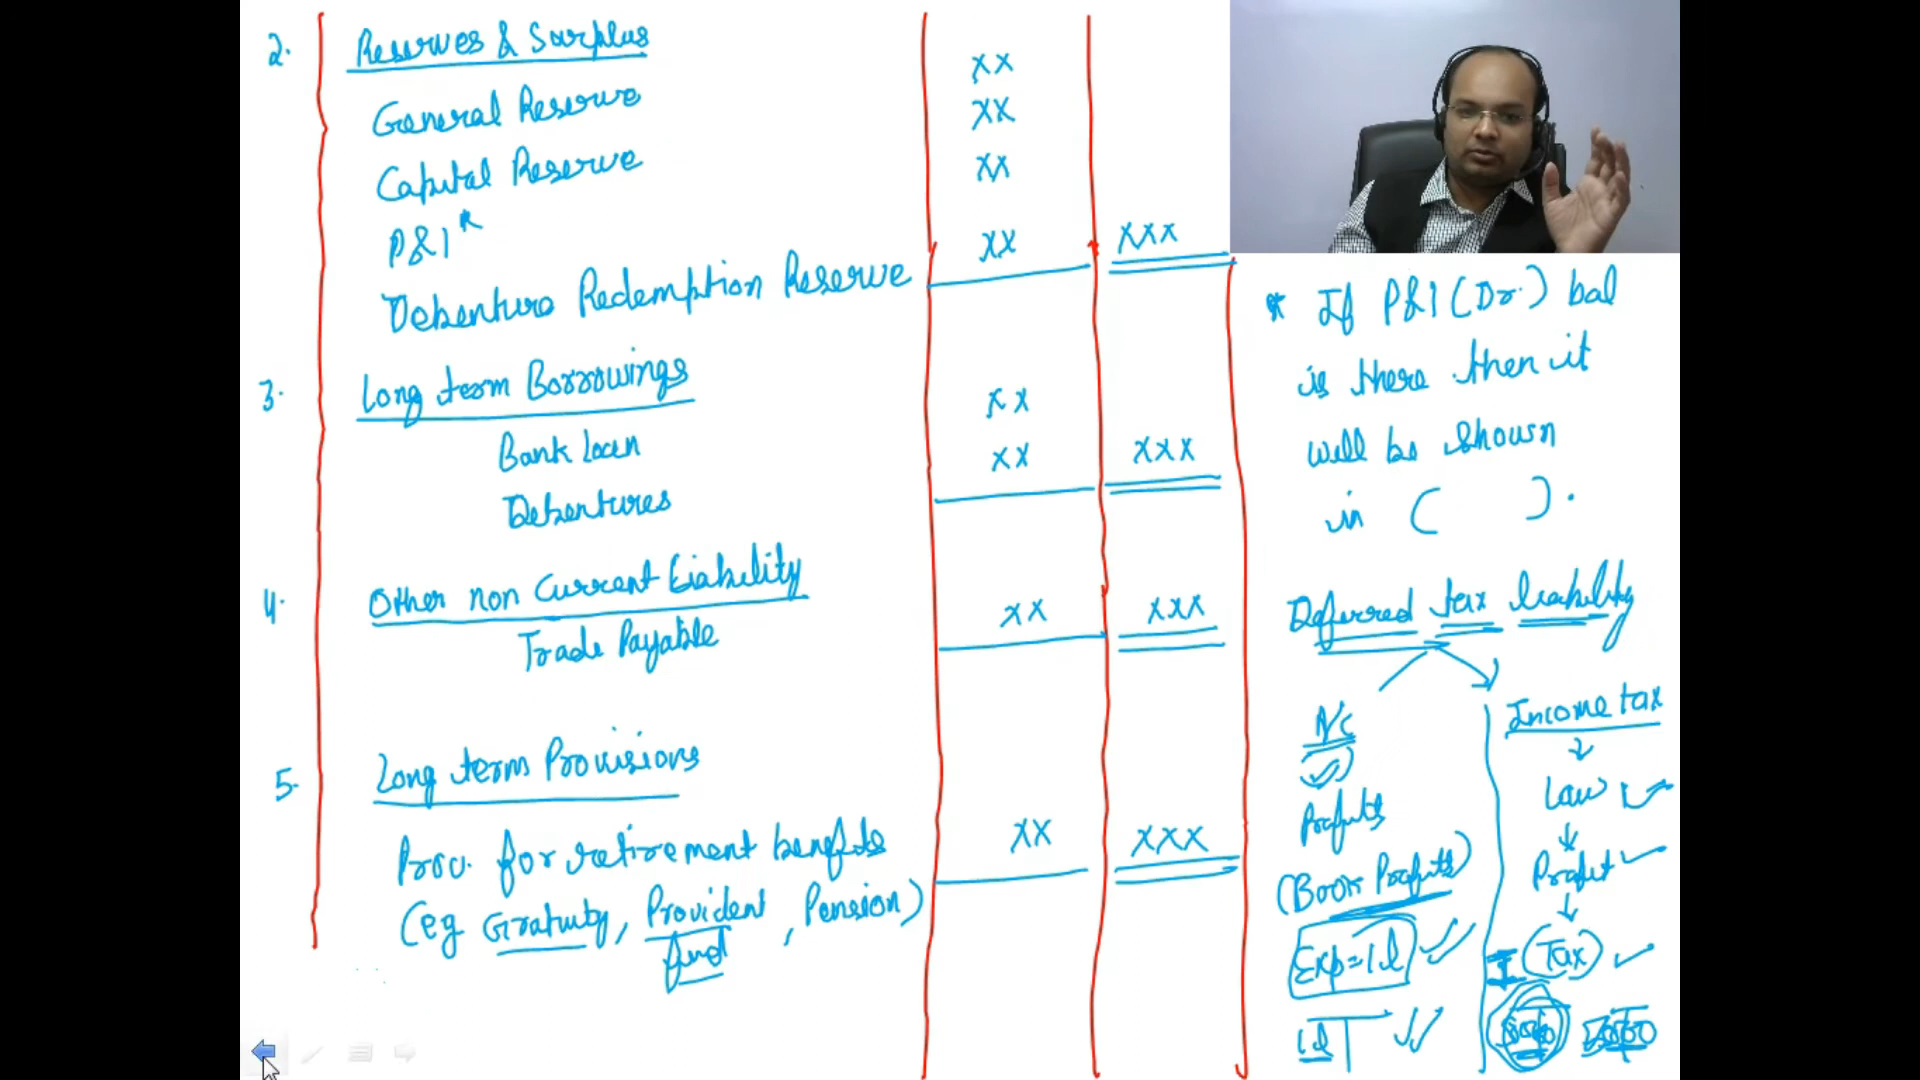 2. Reserves & Surplus
xx
General Reserve xx
Capital Reserve xx
P&l*
xx xxx
Debenture Redemption Reserve
3. Long term Borrowings
xx
Bank Loan xx xxx
Debentures
4. Other non Current Liability
xx xxx
Trade Payable
5. Long term Provisions
Prov. for retirement benefits xx xxx
(eg Gratuity, Provident fund, Pension)
* If P&l (Dr.) bal
is there then it
will be shown
in ( ).
Deferred tax liability
Profits
(Book Profits)
Exp = 1l
1l
Income tax
Law
Profit
(Tax)